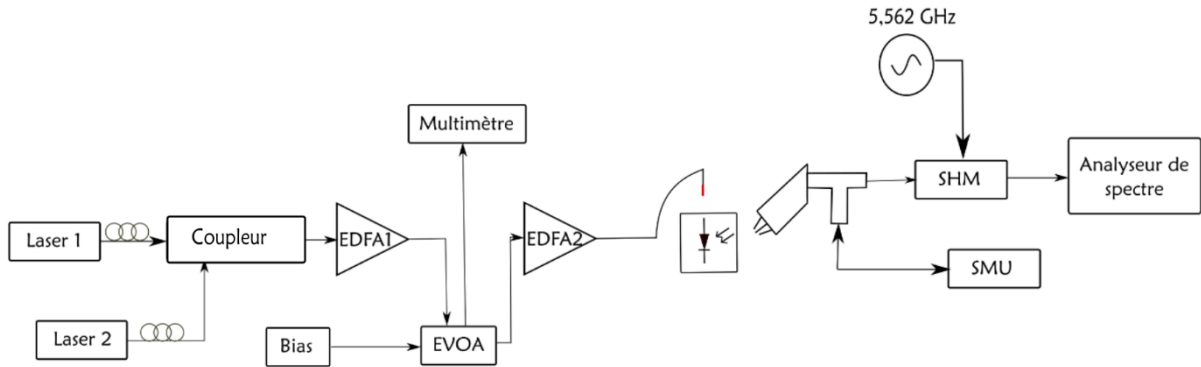 5,562 GHz
Multimètre
Analyseur de
spectre
SHM
Laser 1
Coupleur
EDFA1
EDFA2
SMU
Laser 2
Bias
EVOA